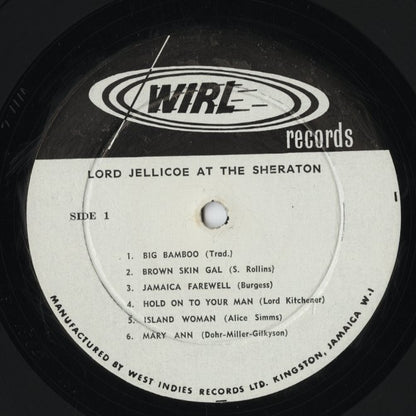 WIRL
records
LORD JELLICOE AT THE SHERATON
SIDE 1
I
1. BIG BAMBOO (Trad.)
2. BROWN SKIN GAL (S. Rollins)
3. JAMAICA FAREWELL (Burgess)
4. HOLD ON TO YOUR MAN (Lord Kitchener)
5. ISLAND WOMAN (Alice Simms)
6. MARY ANN (Dohr-Miller-Gilkyson)
MANUFACTURED BY WEST INDIES RECORDS LTD. KINGSTON, JAMAICA W.I